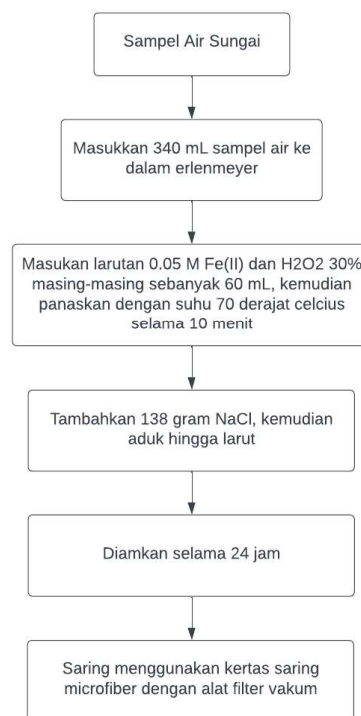 Sampel Air Sungai
Masukkan 340 mL sampel air ke
dalam erlenmeyer
Masukan larutan 0.05 M Fe(II) dan H2O2 30%
masing-masing sebanyak 60 mL, kemudian
panaskan dengan suhu 70 derajat celcius
selama 10 menit
Tambahkan 138 gram NaCl, kemudian
aduk hingga larut
Diamkan selama 24 jam
Saring menggunakan kertas saring
microfiber dengan alat filter vakum